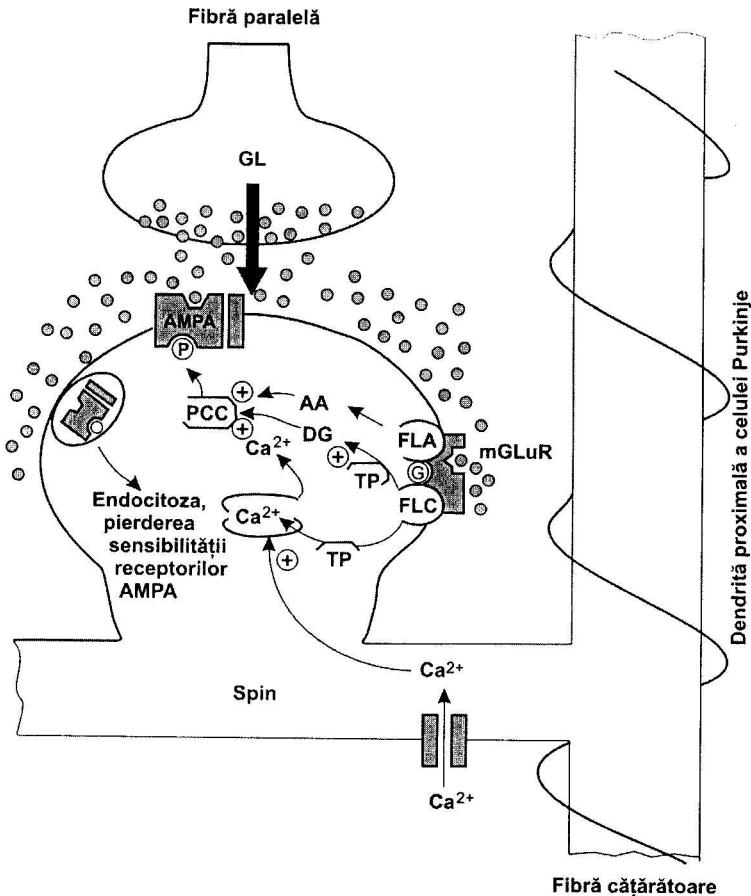 Fibră paralelă
GL
AMPA
P
PCC
+
+
AA
DG
Ca2+
+
TP
FLA
G
FLC
mGLuR
Endocitoza,
pierderea
sensibilității
receptorilor
AMPA
Ca2+
+
TP
Ca2+
Spin
Ca2+
Dendrită proximală a celulei Purkinje
Fibră cățărătoare